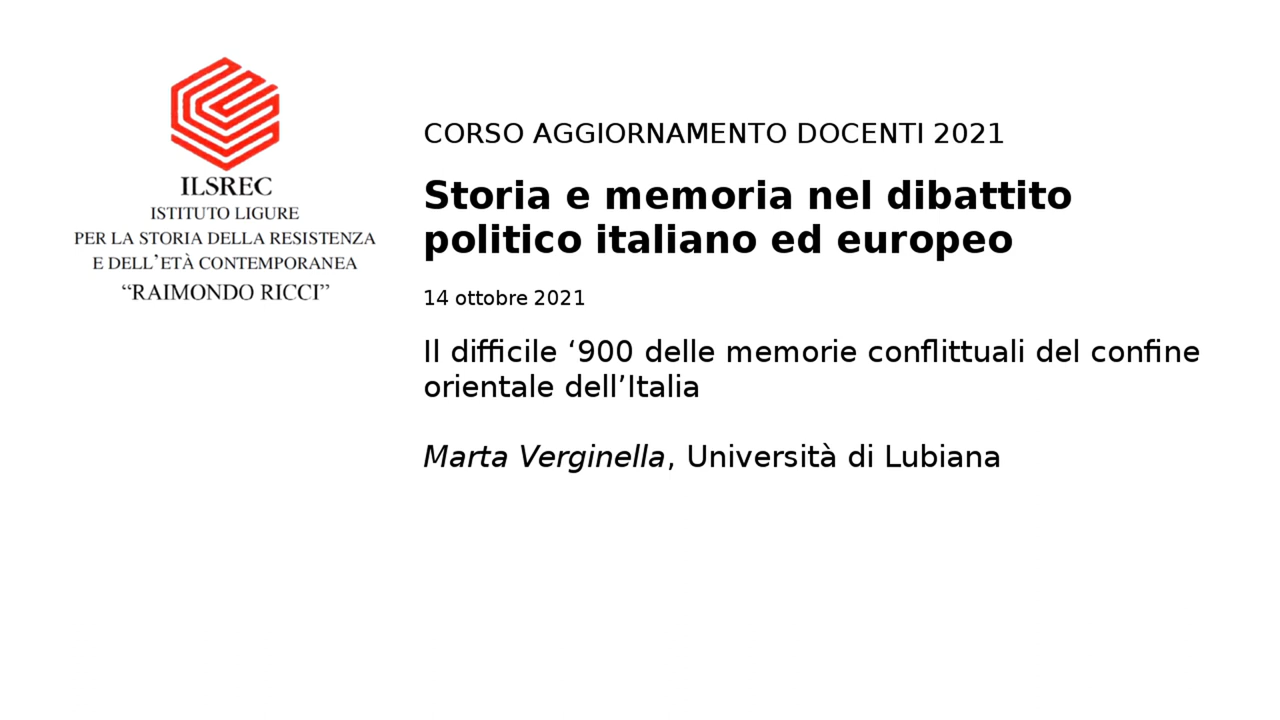 ILSREC
ISTITUTO LIGURE
PER LA STORIA DELLA RESISTENZA
E DELL'ETÀ CONTEMPORANEA
“RAIMONDO RICCI”
CORSO AGGIORNAMENTO DOCENTI 2021
Storia e memoria nel dibattito
politico italiano ed europeo
14 ottobre 2021
Il difficile ‘900 delle memorie conflittuali del confine
orientale dell’Italia
Marta Verginella, Università di Lubiana